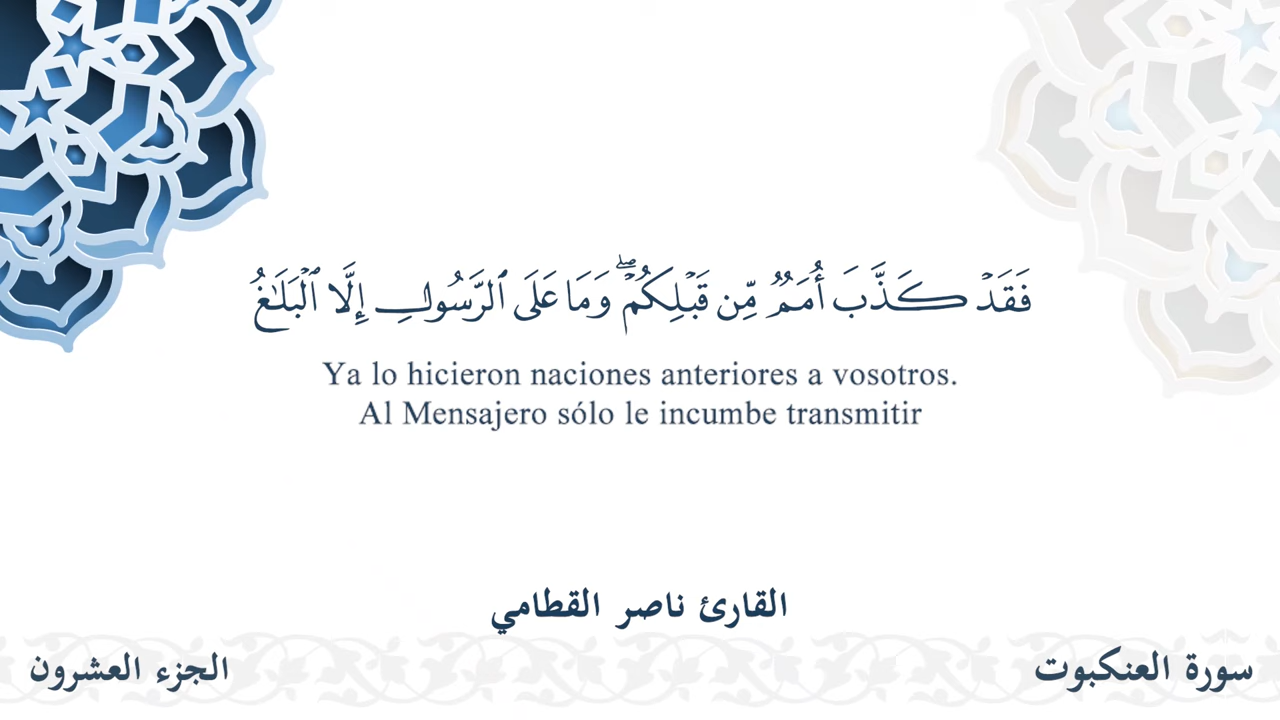 فَقَدۡ كَذَّبَ أُمَمٞ مِّن قَبۡلِكُمۡۖ وَمَا عَلَى ٱلرَّسُولِ إِلَّا ٱلۡبَلَٰغُ
Ya lo hicieron naciones anteriores a vosotros.
Al Mensajero sólo le incumbe transmitir
القارئ ناصر القطامي
سورة العنكبوت
الجزء العشرون